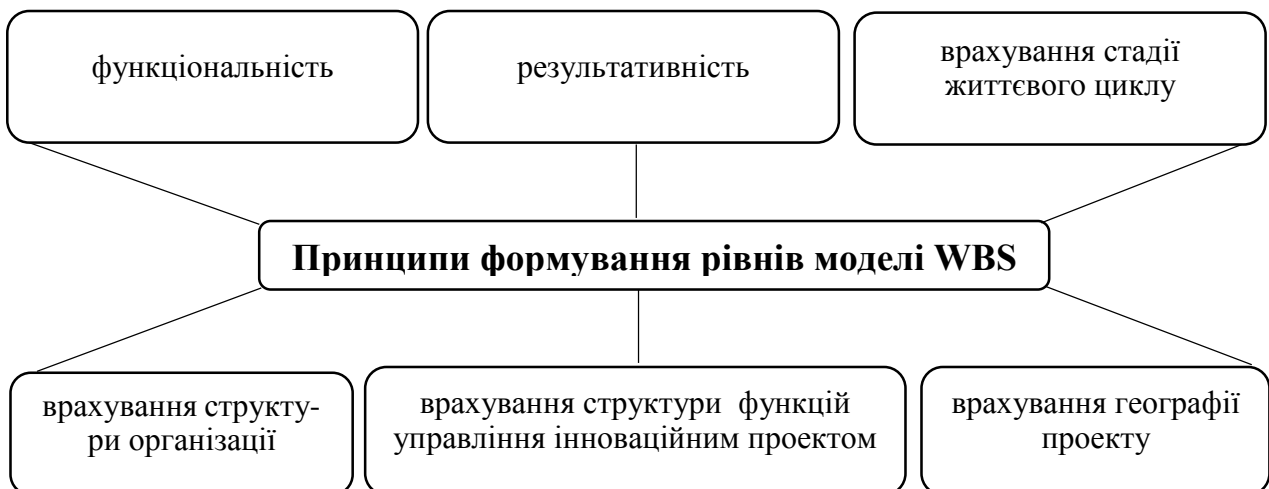 функціональність
результативність
врахування стадії
життєвого циклу
Принципи формування рівнів моделі WBS
врахування структу-
ри організації
врахування структури функцій
управління інноваційним проектом
врахування географії
проекту